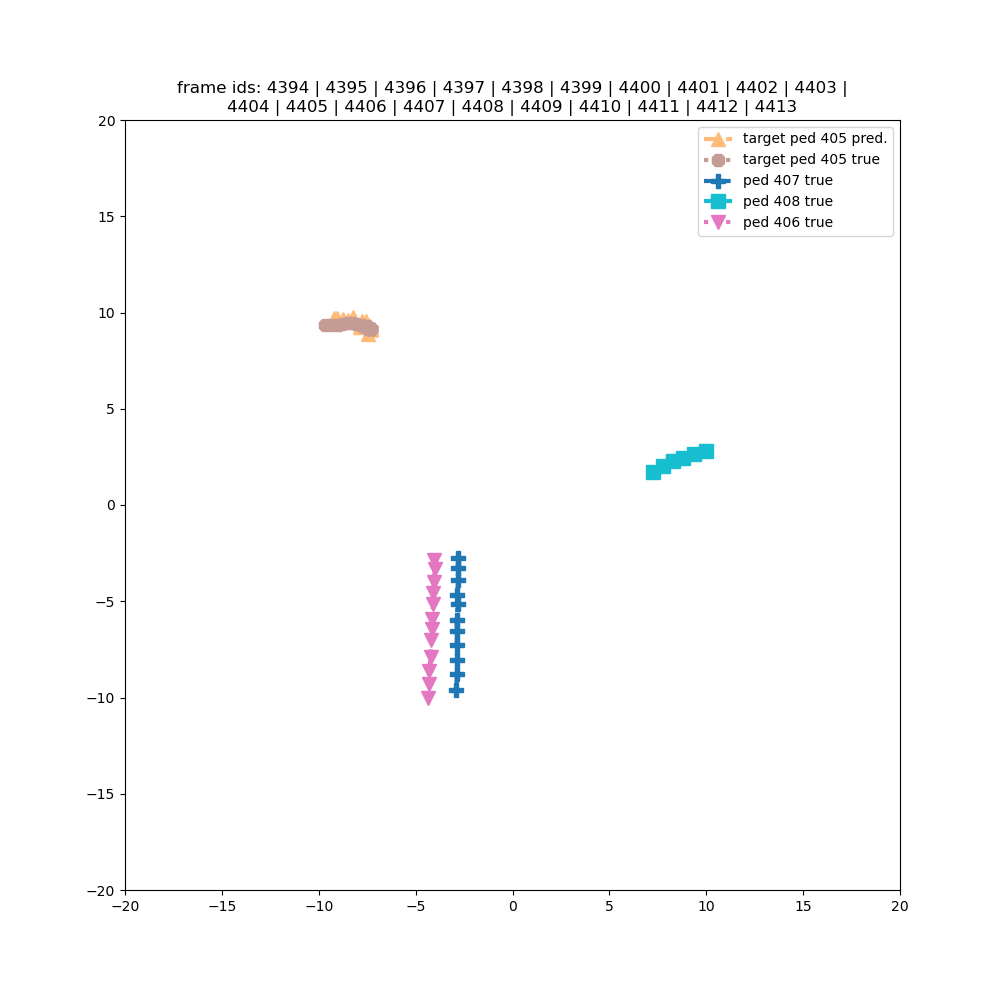 frame ids: 4394 | 4395 | 4396 | 4397 | 4398 | 4399 | 4400 | 4401 | 4402 | 4403 |
4404 | 4405 | 4406 | 4407 | 4408 | 4409 | 4410 | 4411 | 4412 | 4413
target ped 405 pred.
target ped 405 true
ped 407 true
ped 408 true
ped 406 true
20
15
10
5
0
−5
−10
−15
−20
−20 −15 −10 −5 0 5 10 15 20